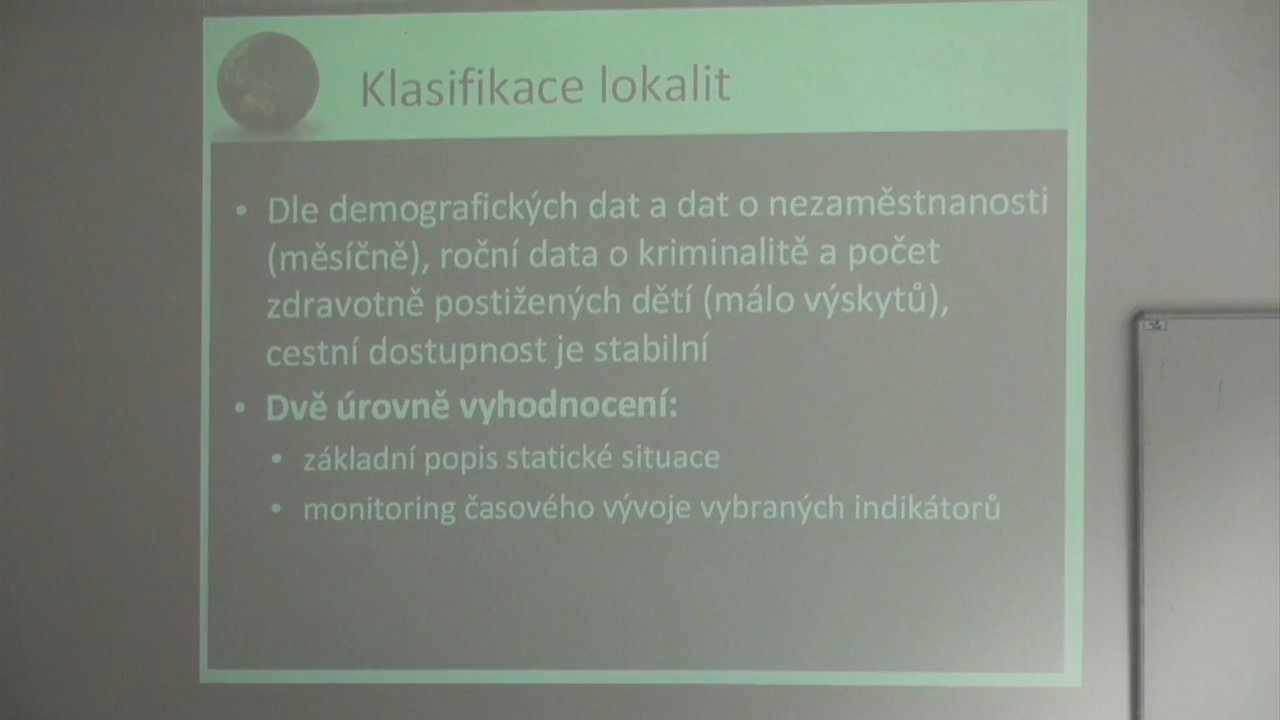 Klasifikace lokalit
• Dle demografických dat a dat o nezaměstnanosti
(měsíčně), roční data o kriminalitě a počet
zdravotně postižených dětí (málo výskytů),
cestní dostupnost je stabilní
• Dvě úrovně vyhodnocení:
• základní popis statické situace
• monitoring časového vývoje vybraných indikátorů